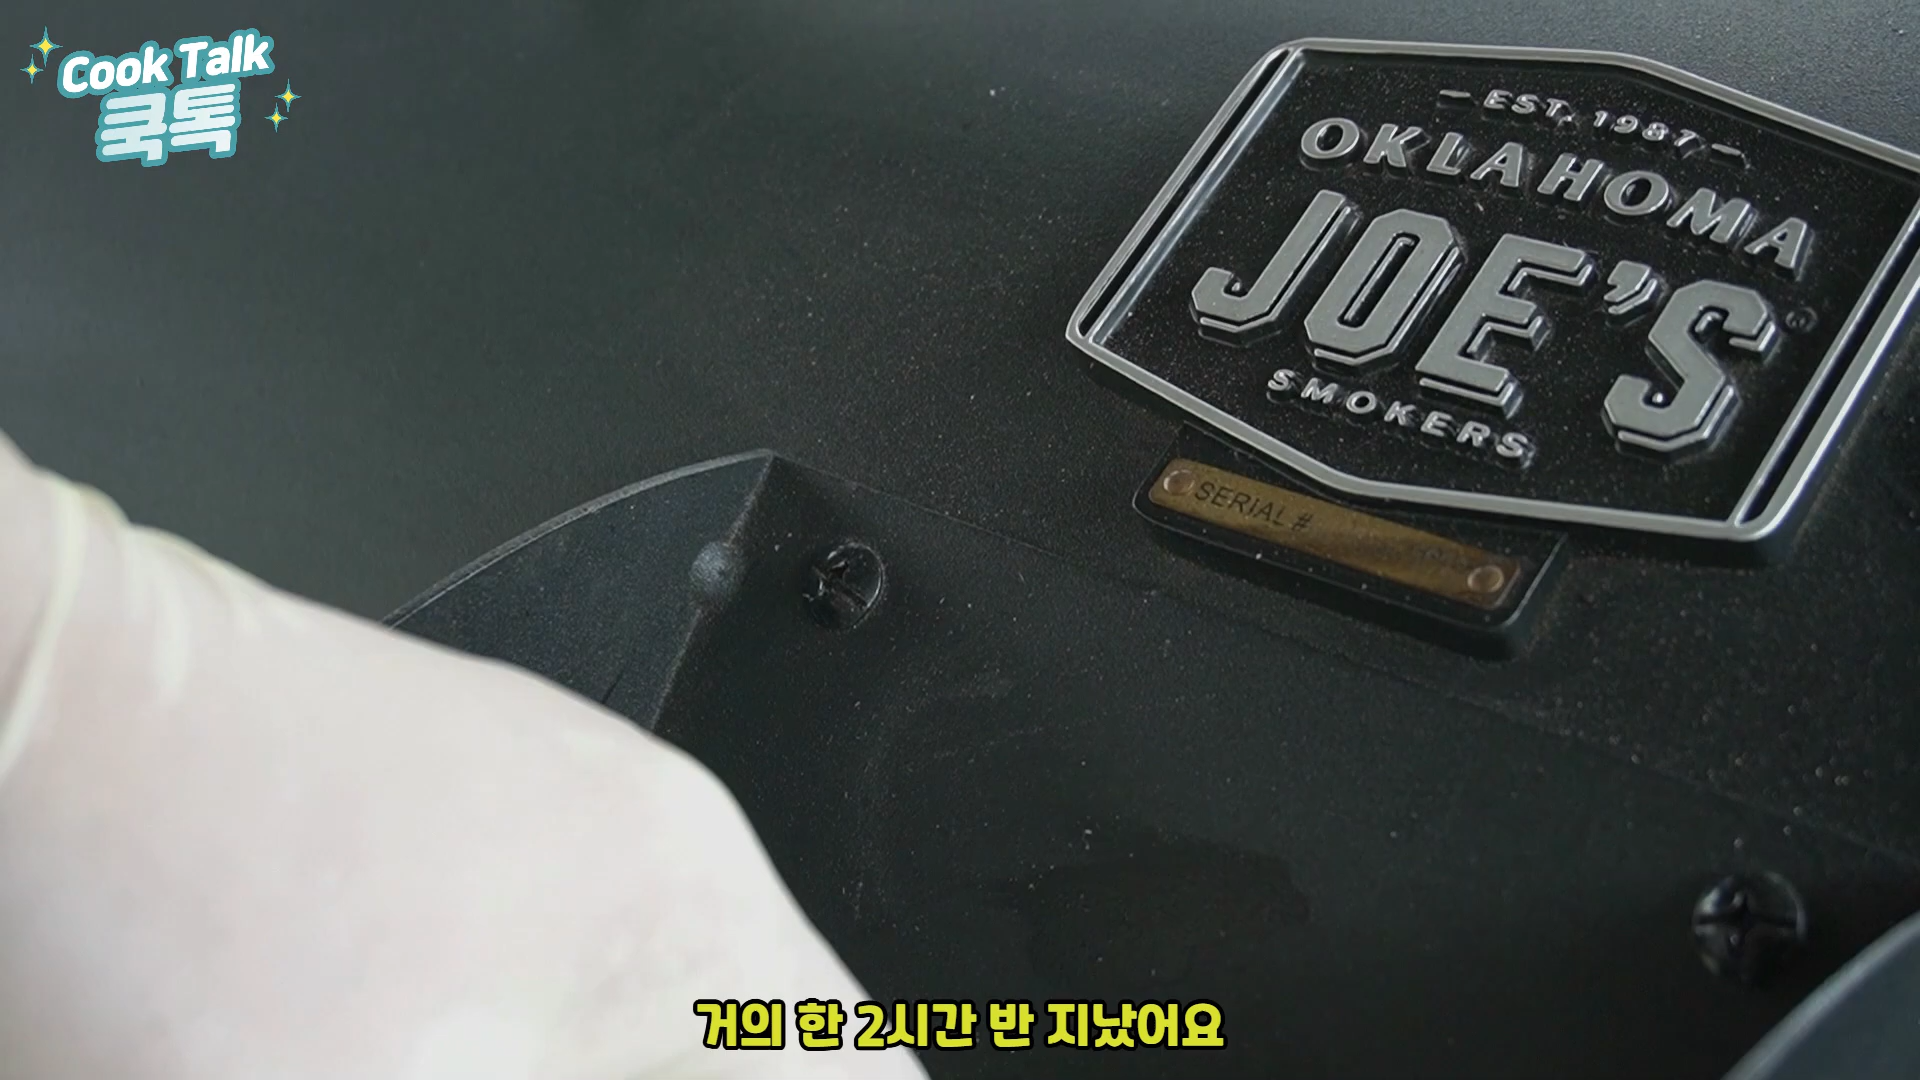 Cook Talk
쿡톡
EST. 1987
OKLAHOMA
JOE'S®
SMOKERS
SERIAL #
거의 한 2시간 반 지났어요